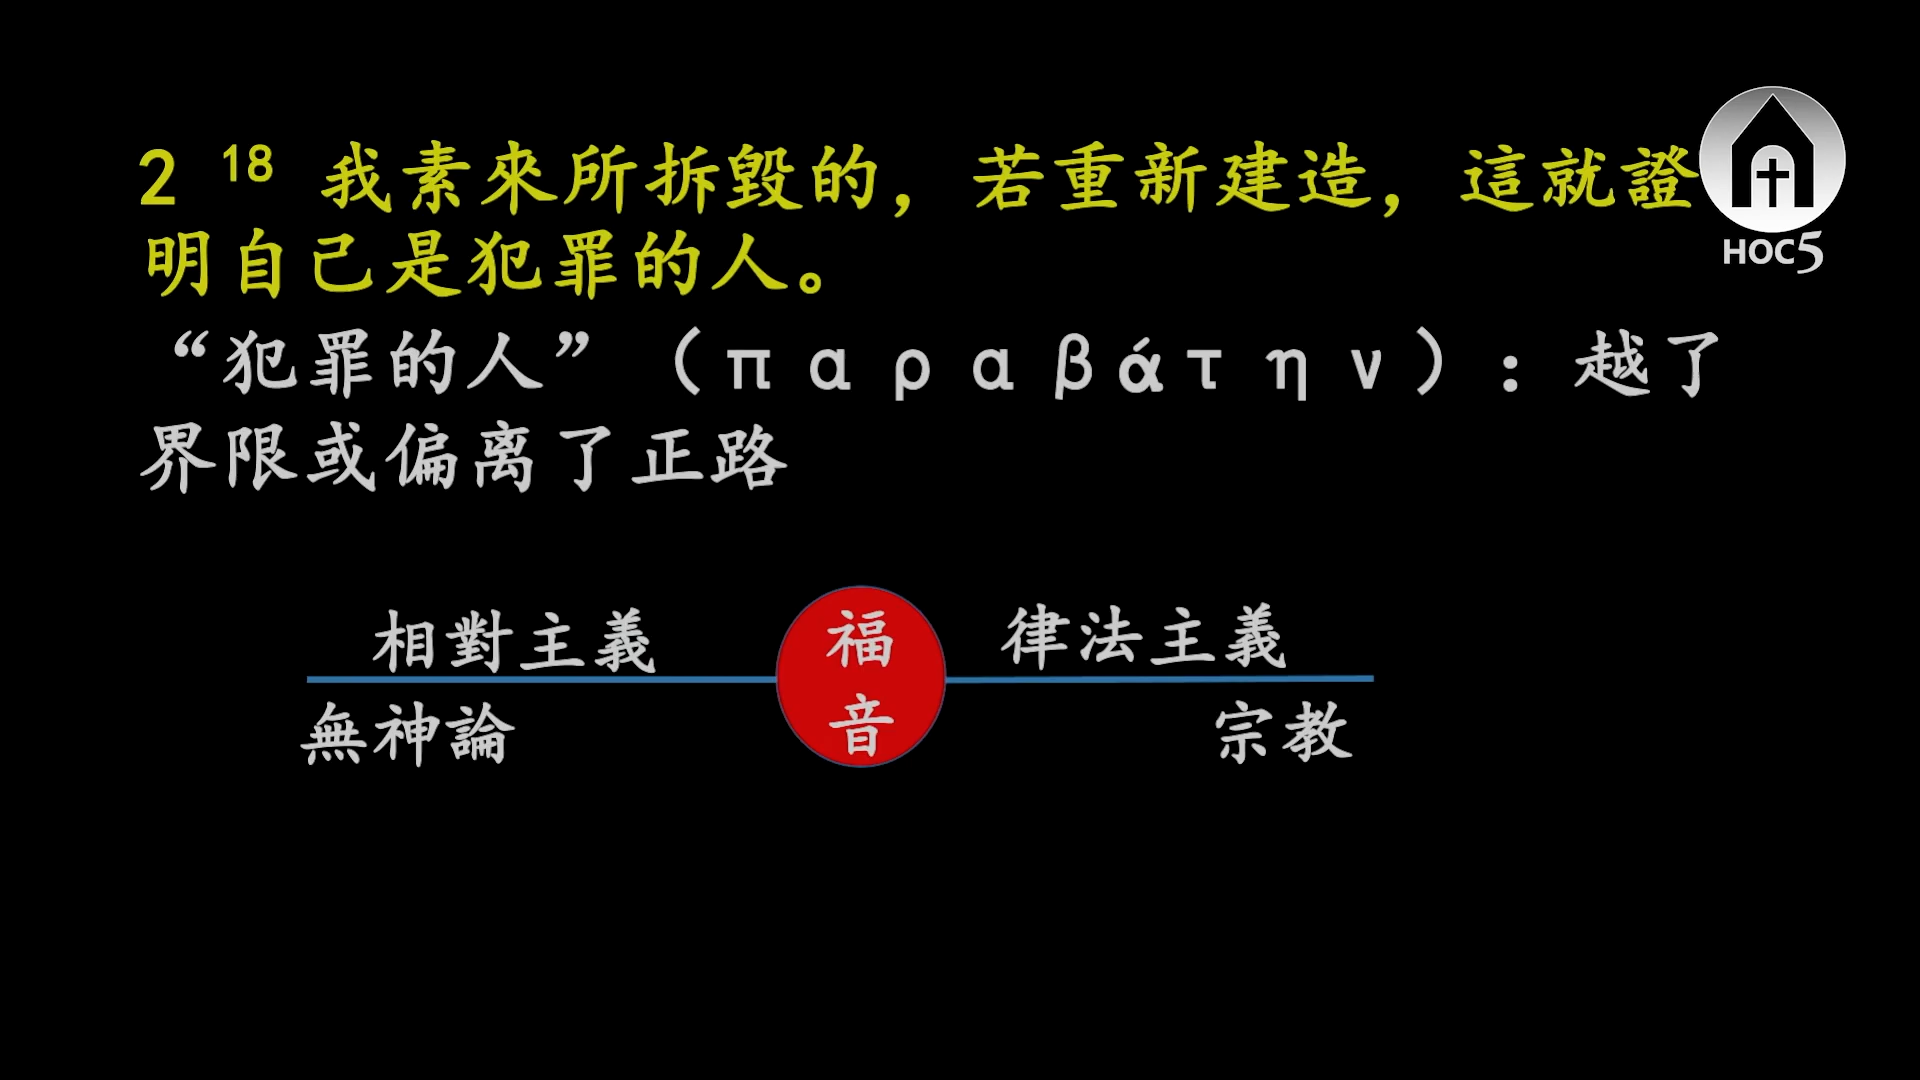 2 18 我素來所拆毀的，若重新建造，這就證
明自己是犯罪的人。
HOC5
“犯罪的人”（παραβάτην）：越了
界限或偏离了正路
相對主義 福 律法主義
無神論 音 宗教